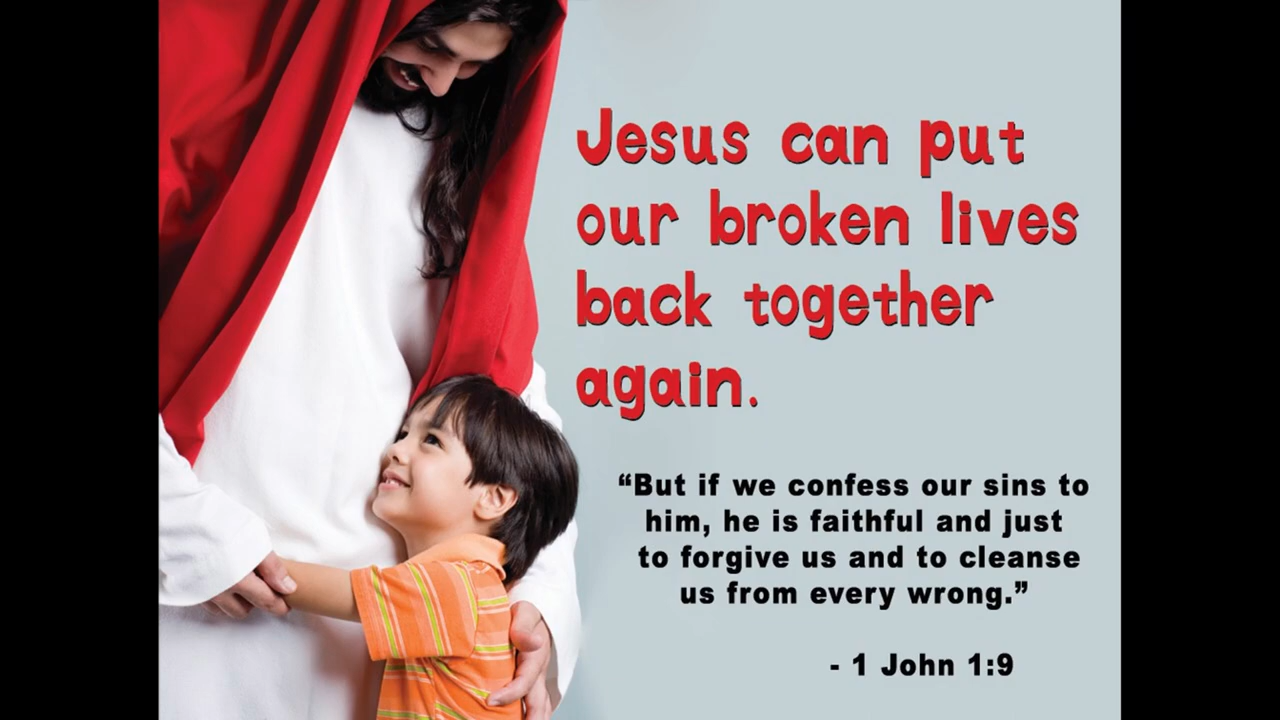 Jesus can put
our broken lives
back together
again.
“But if we confess our sins to
him, he is faithful and just
to forgive us and to cleanse
us from every wrong.”
- 1 John 1:9